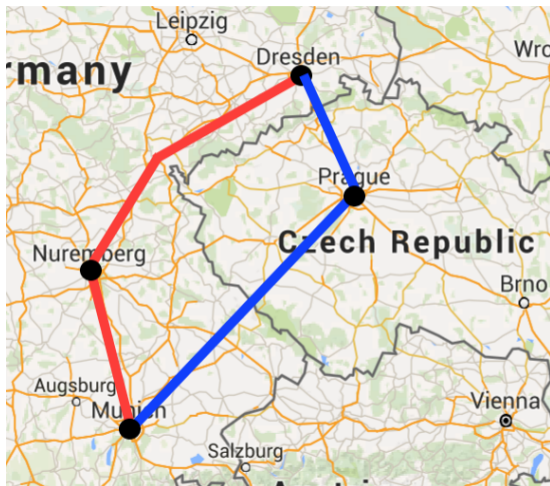 Leipzig
Dresden
Wro
rmany
Prague
Czech Republic
Nuremberg
Brno
Augsburg
Munich
Vienna
Salzburg